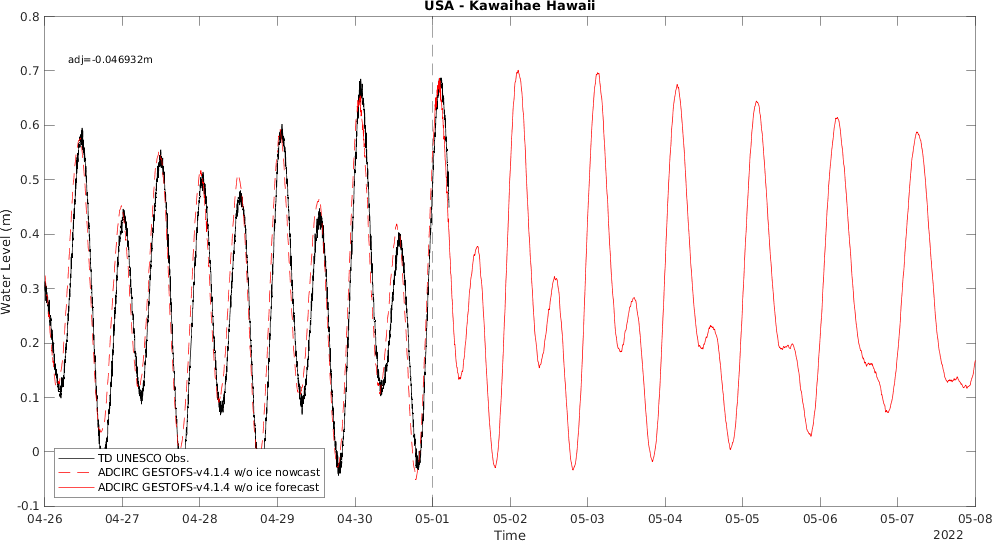 USA - Kawaihae Hawaii
0.8
0.7
0.6
0.5
0.4
0.3
0.2
0.1
0
-0.1
Water Level (m)
adj=-0.046932m
TD UNESCO Obs.
ADCIRC GESTOFS-v4.1.4 w/o ice nowcast
ADCIRC GESTOFS-v4.1.4 w/o ice forecast
04-26 04-27 04-28 04-29 04-30 05-01 05-02 05-03 05-04 05-05 05-06 05-07 05-08
Time
2022